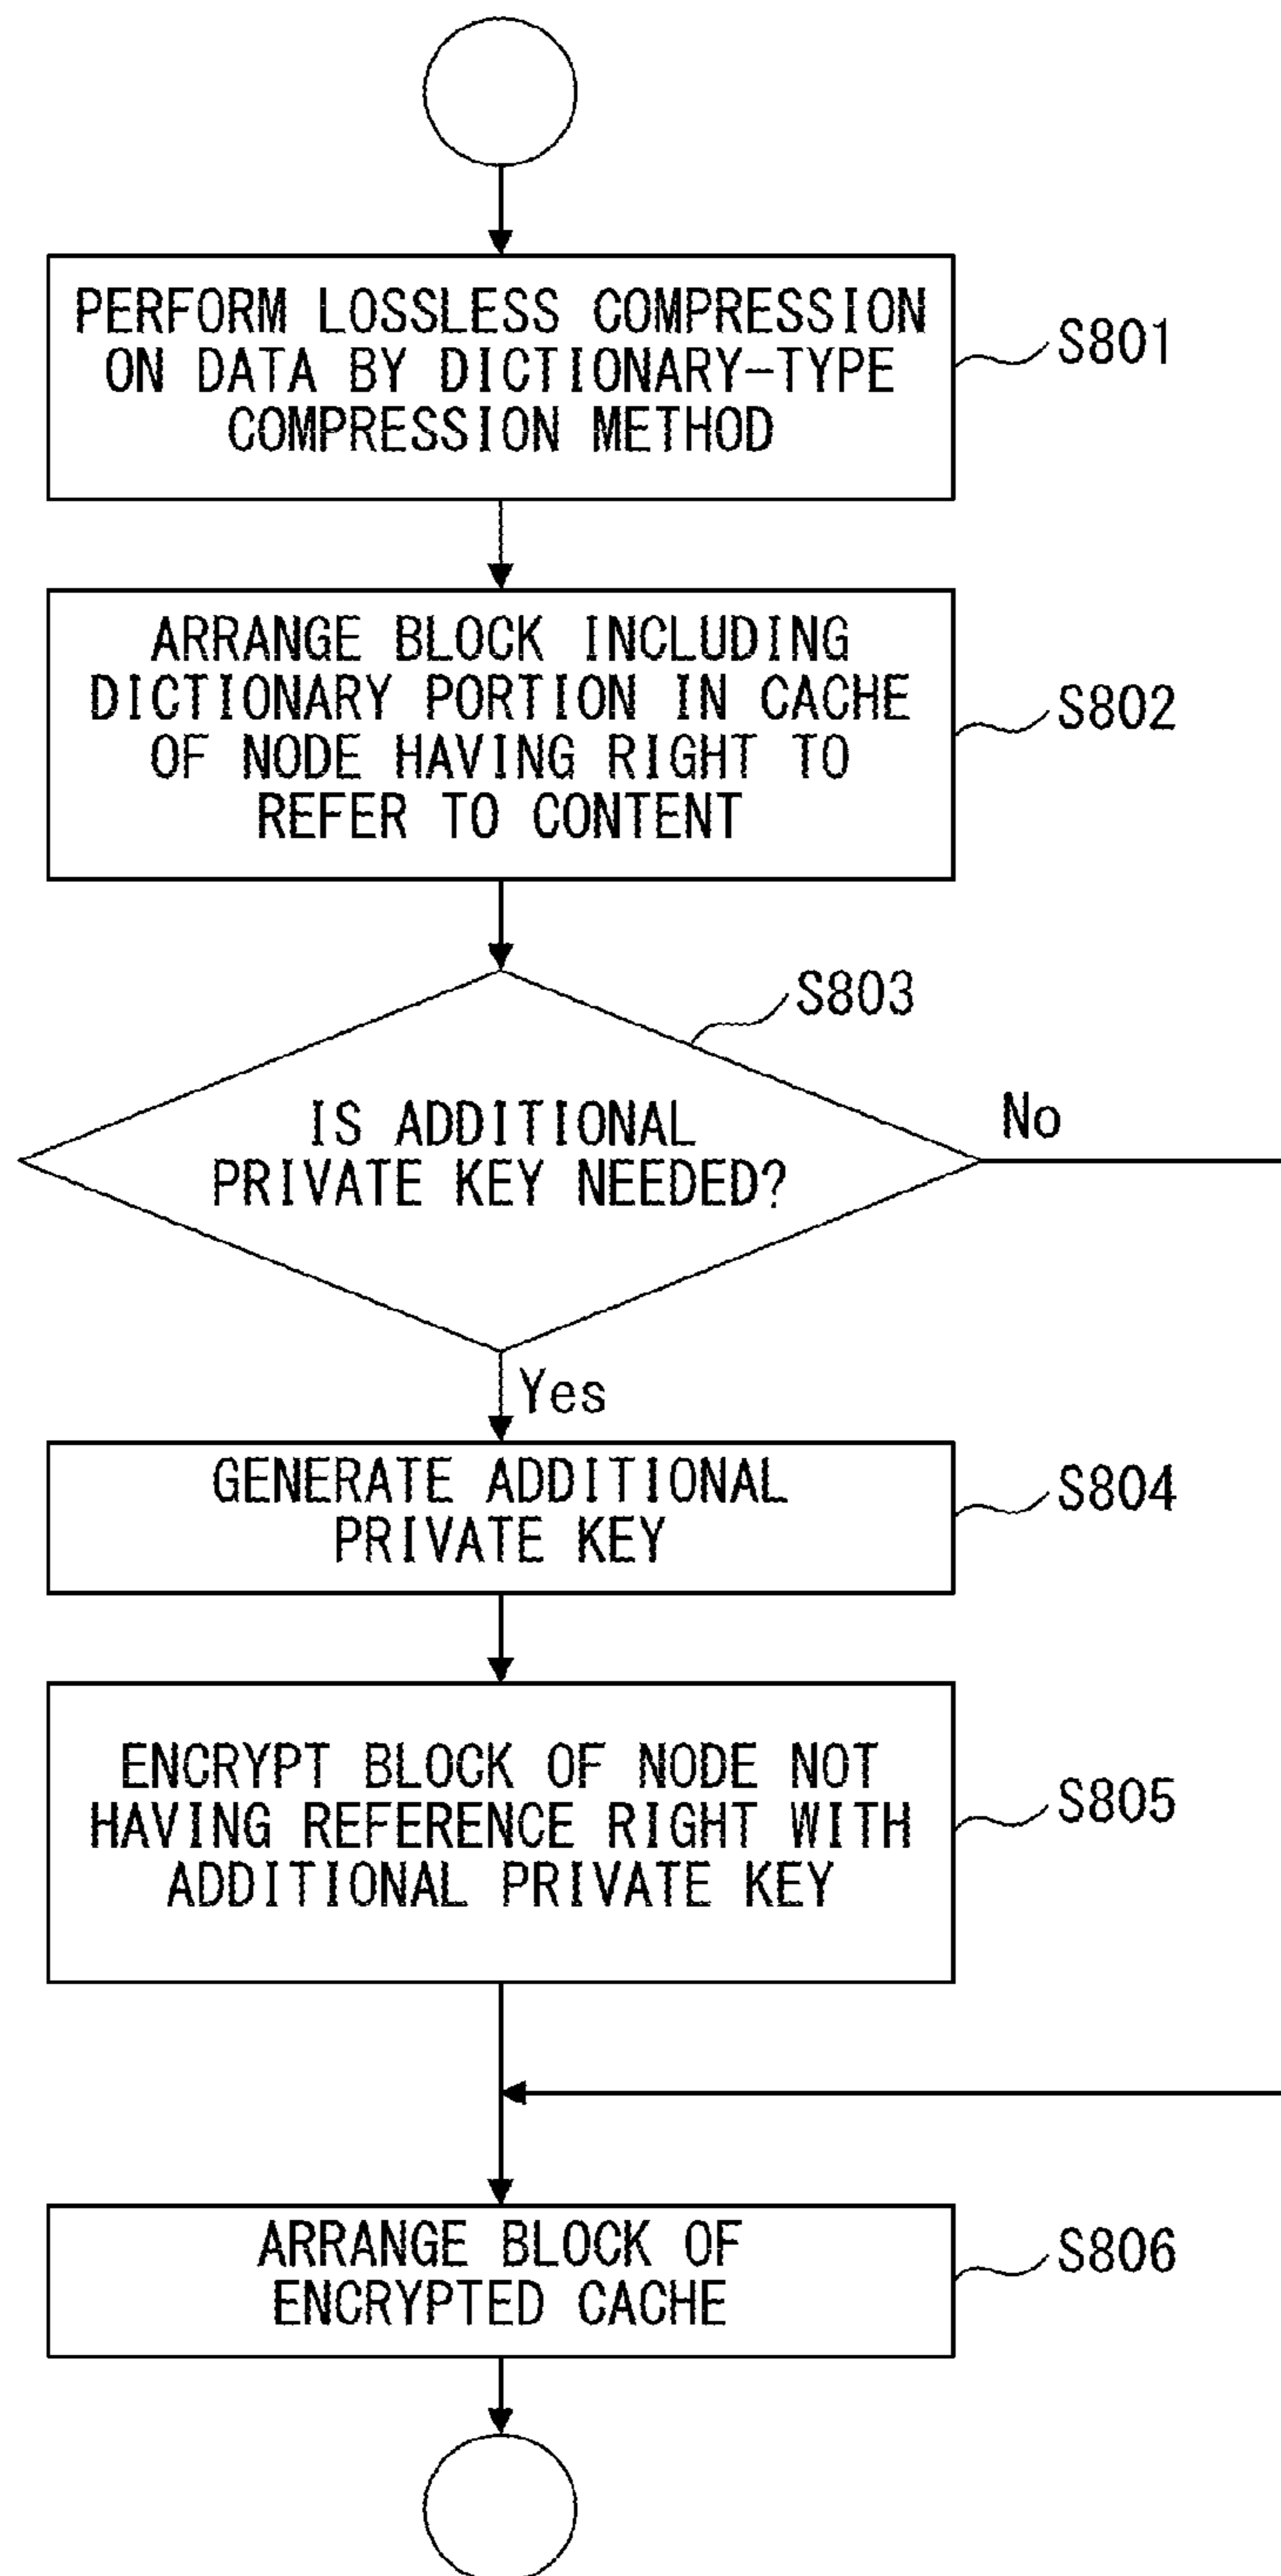 PERFORM LOSSLESS COMPRESSION
ON DATA BY DICTIONARY-TYPE
COMPRESSION METHOD
S801
ARRANGE BLOCK INCLUDING
DICTIONARY PORTION IN CACHE
OF NODE HAVING RIGHT TO
REFER TO CONTENT
S802
S803
IS ADDITIONAL
PRIVATE KEY NEEDED?
No
Yes
GENERATE ADDITIONAL
PRIVATE KEY
S804
ENCRYPT BLOCK OF NODE NOT
HAVING REFERENCE RIGHT WITH
ADDITIONAL PRIVATE KEY
S805
ARRANGE BLOCK OF
ENCRYPTED CACHE
S806